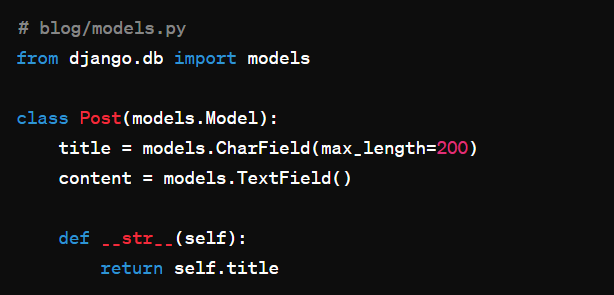 # blog/models.py
from django.db import models

class Post(models.Model):
    title = models.CharField(max_length=200)
    content = models.TextField()

    def __str__(self):
        return self.title